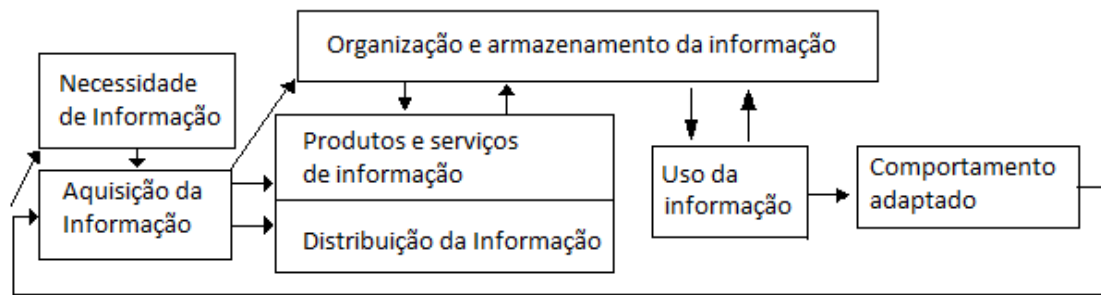 Organização e armazenamento da informação
Necessidade
de Informação
Produtos e serviços
de informação
Aquisição da
Informação
Distribuição da Informação
Uso da
informação
Comportamento
adaptado